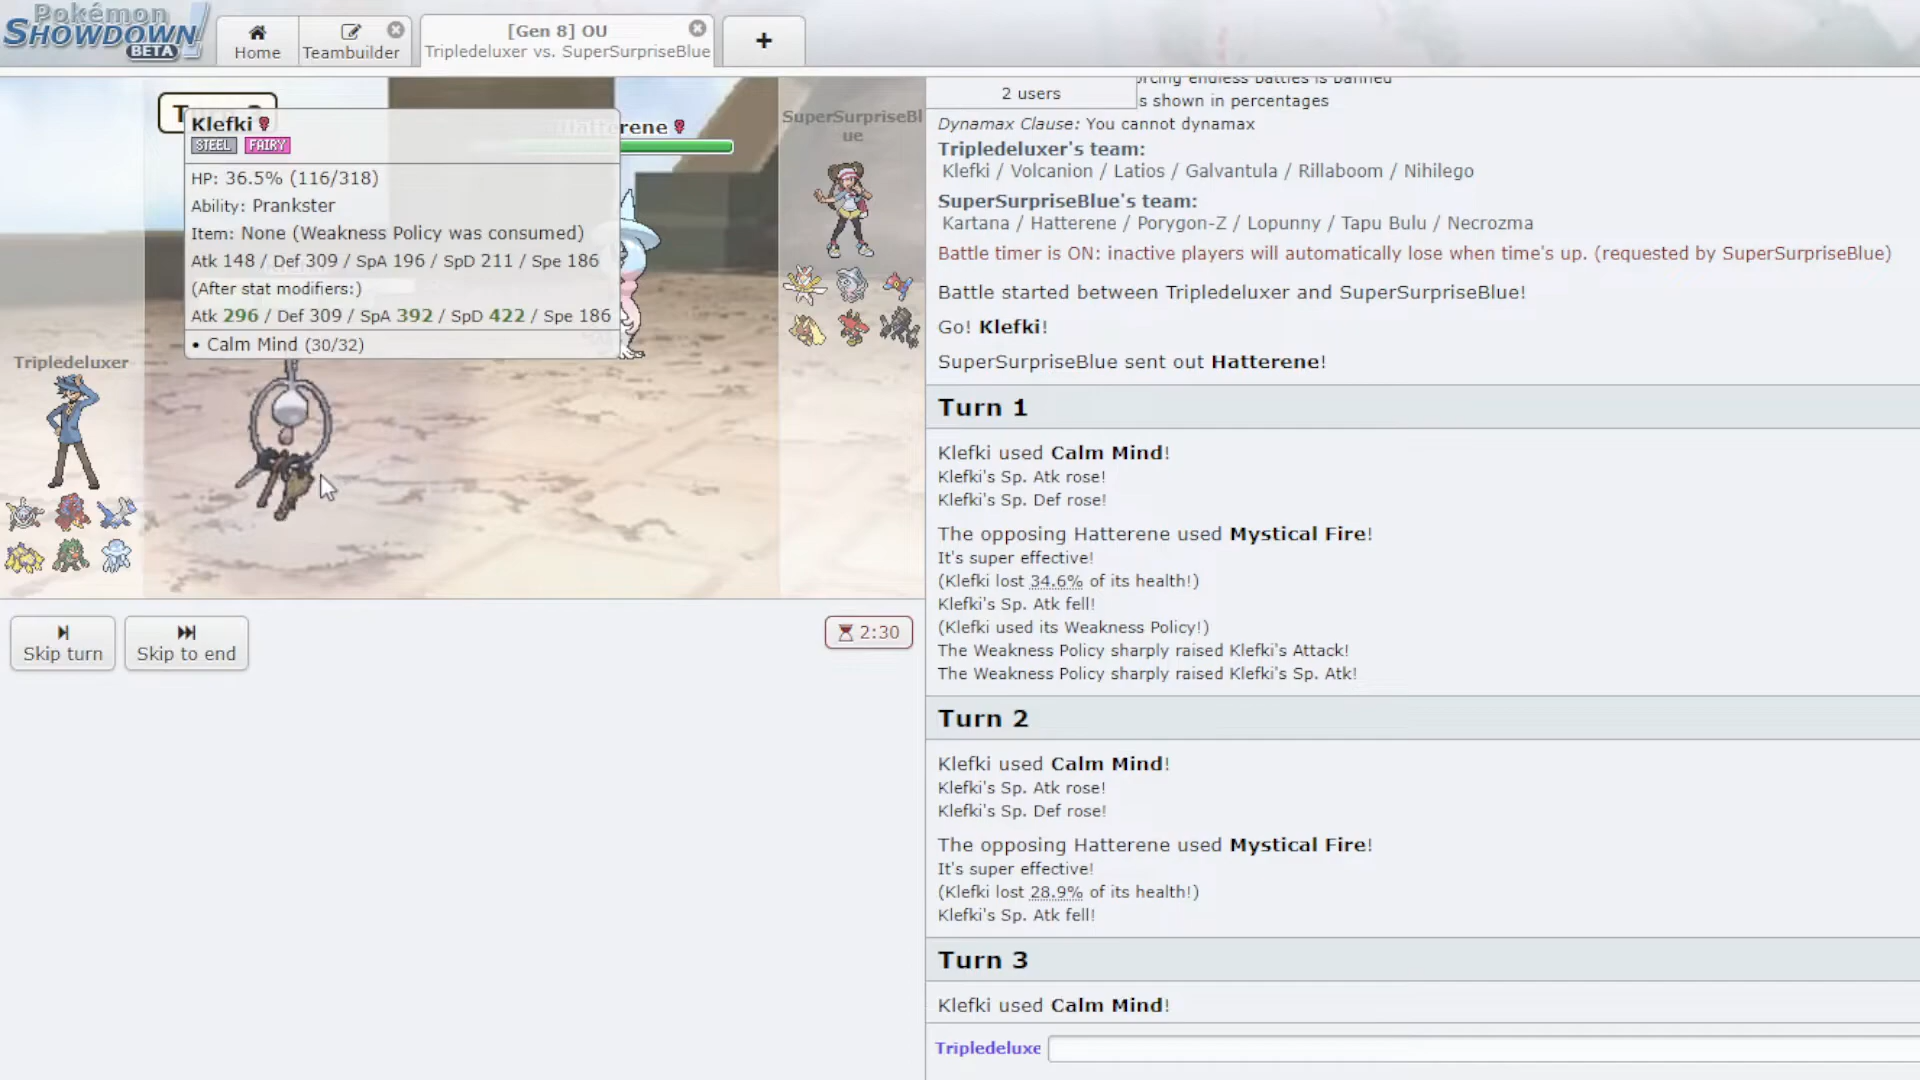 Pokémon
SHOWDOWN
BETA
Home
Teambuilder
[Gen 8] OU
Tripledeluxer vs. SuperSurpriseBlue
+
Klefki
STEEL FAIRY
HP: 36.5% (116/318)
Ability: Prankster
Item: None (Weakness Policy was consumed)
Atk 148 / Def 309 / SpA 196 / SpD 211 / Spe 186
(After stat modifiers:)
Atk 296 / Def 309 / SpA 392 / SpD 422 / Spe 186
• Calm Mind (30/32)
Hatterene
SuperSurpriseBl
ue
Tripledeluxer
Skip turn
Skip to end
2:30
2 users
endless battles is banned
s shown in percentages
Dynamax Clause: You cannot dynamax
Tripledeluxer's team:
Klefki / Volcanion / Latios / Galvantula / Rillaboom / Nihilego
SuperSurpriseBlue's team:
Kartana / Hatterene / Porygon-Z / Lopunny / Tapu Bulu / Necrozma
Battle timer is ON: inactive players will automatically lose when time's up. (requested by SuperSurpriseBlue)
Battle started between Tripledeluxer and SuperSurpriseBlue!
Go! Klefki!
SuperSurpriseBlue sent out Hatterene!
Turn 1
Klefki used Calm Mind!
Klefki's Sp. Atk rose!
Klefki's Sp. Def rose!
The opposing Hatterene used Mystical Fire!
It's super effective!
(Klefki lost 34.6% of its health!)
Klefki's Sp. Atk fell!
(Klefki used its Weakness Policy!)
The Weakness Policy sharply raised Klefki's Attack!
The Weakness Policy sharply raised Klefki's Sp. Atk!
Turn 2
Klefki used Calm Mind!
Klefki's Sp. Atk rose!
Klefki's Sp. Def rose!
The opposing Hatterene used Mystical Fire!
It's super effective!
(Klefki lost 28.9% of its health!)
Klefki's Sp. Atk fell!
Turn 3
Klefki used Calm Mind!
Tripledeluxe